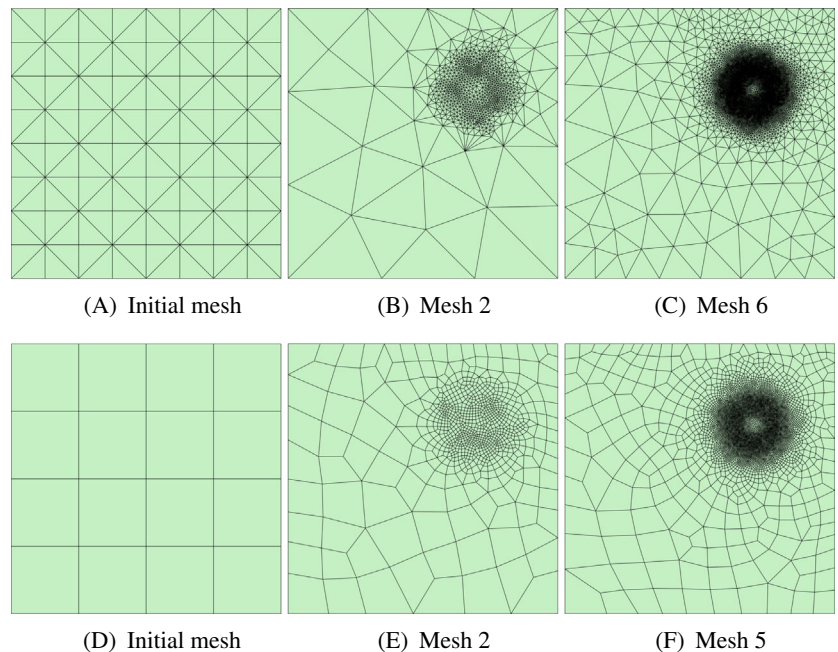 (A) Initial mesh
(B) Mesh 2
(C) Mesh 6
(D) Initial mesh
(E) Mesh 2
(F) Mesh 5